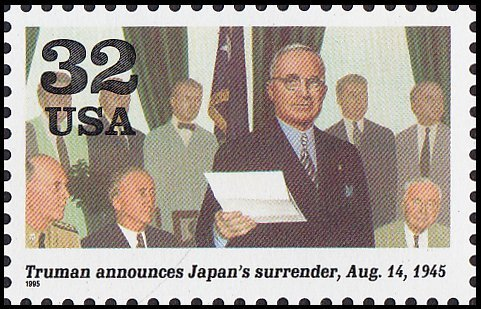 32
USA
Truman announces Japan's surrender, Aug. 14, 1945
1995